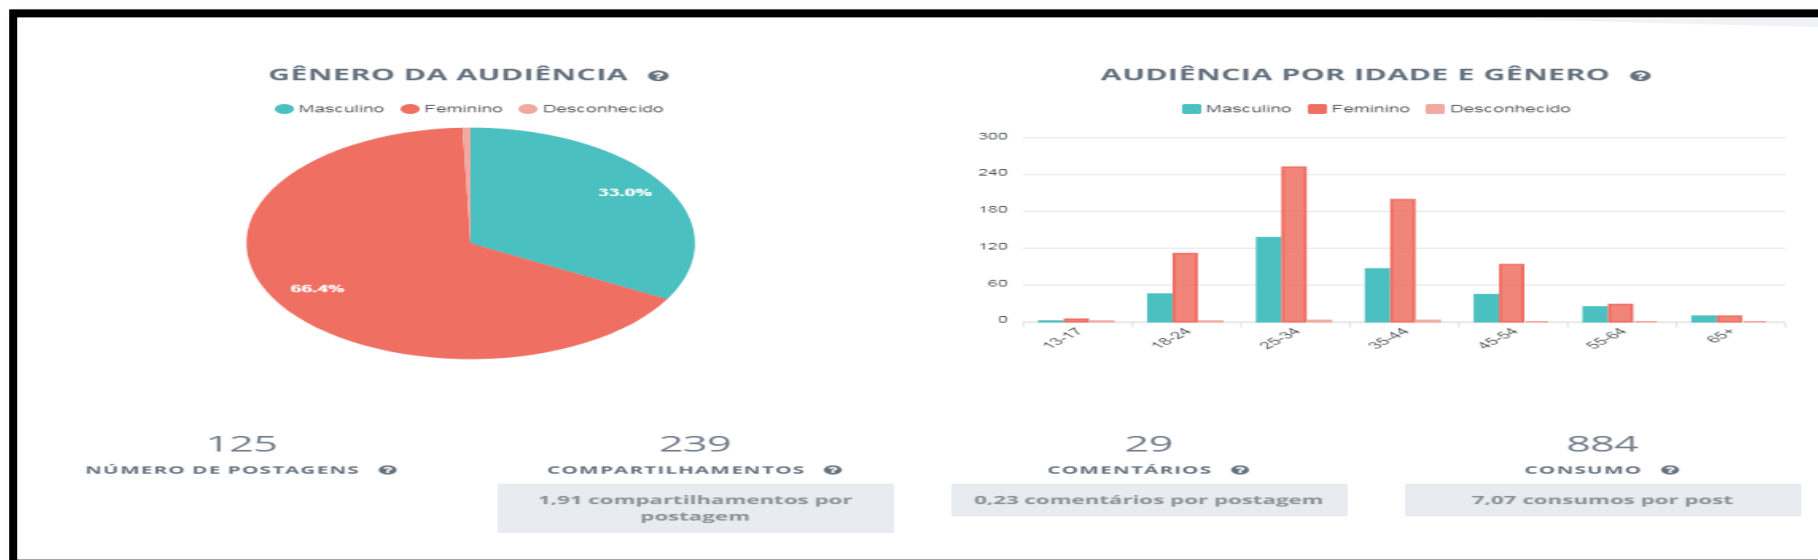 GÊNERO DA AUDIÊNCIA ?
Masculino Feminino Desconhecido
33.0%
66.4%
AUDIÊNCIA POR IDADE E GÊNERO ?
Masculino Feminino Desconhecido
300
240
180
120
60
0
13-17 18-24 25-34 35-44 45-54 55-64 65+
125
NÚMERO DE POSTAGENS ?
239
COMPARTILHAMENTOS ?
1,91 compartilhamentos por
postagem
29
COMENTÁRIOS ?
0,23 comentários por postagem
884
CONSUMO ?
7,07 consumos por post